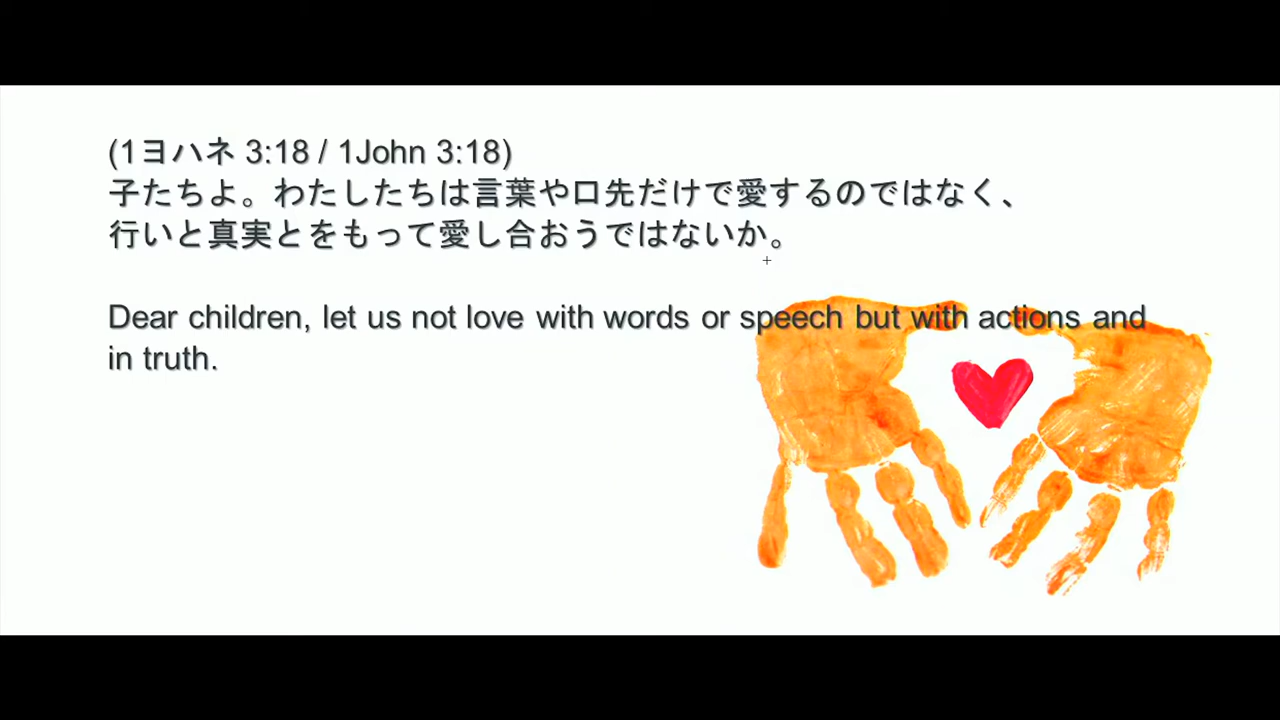 (1ヨハネ 3:18 / 1John 3:18)
子たちよ。わたしたちは言葉や口先だけで愛するのではなく、
行いと真実とをもって愛し合おうではないか。
Dear children, let us not love with words or speech but with actions and
in truth.